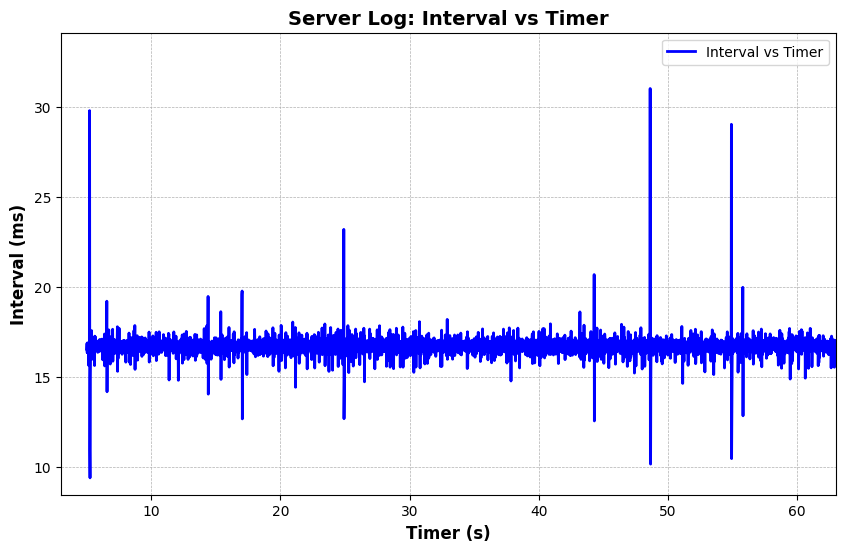 Server Log: Interval vs Timer
Interval vs Timer
Interval (ms)
30
25
20
15
10
10 20 30 40 50 60
Timer (s)